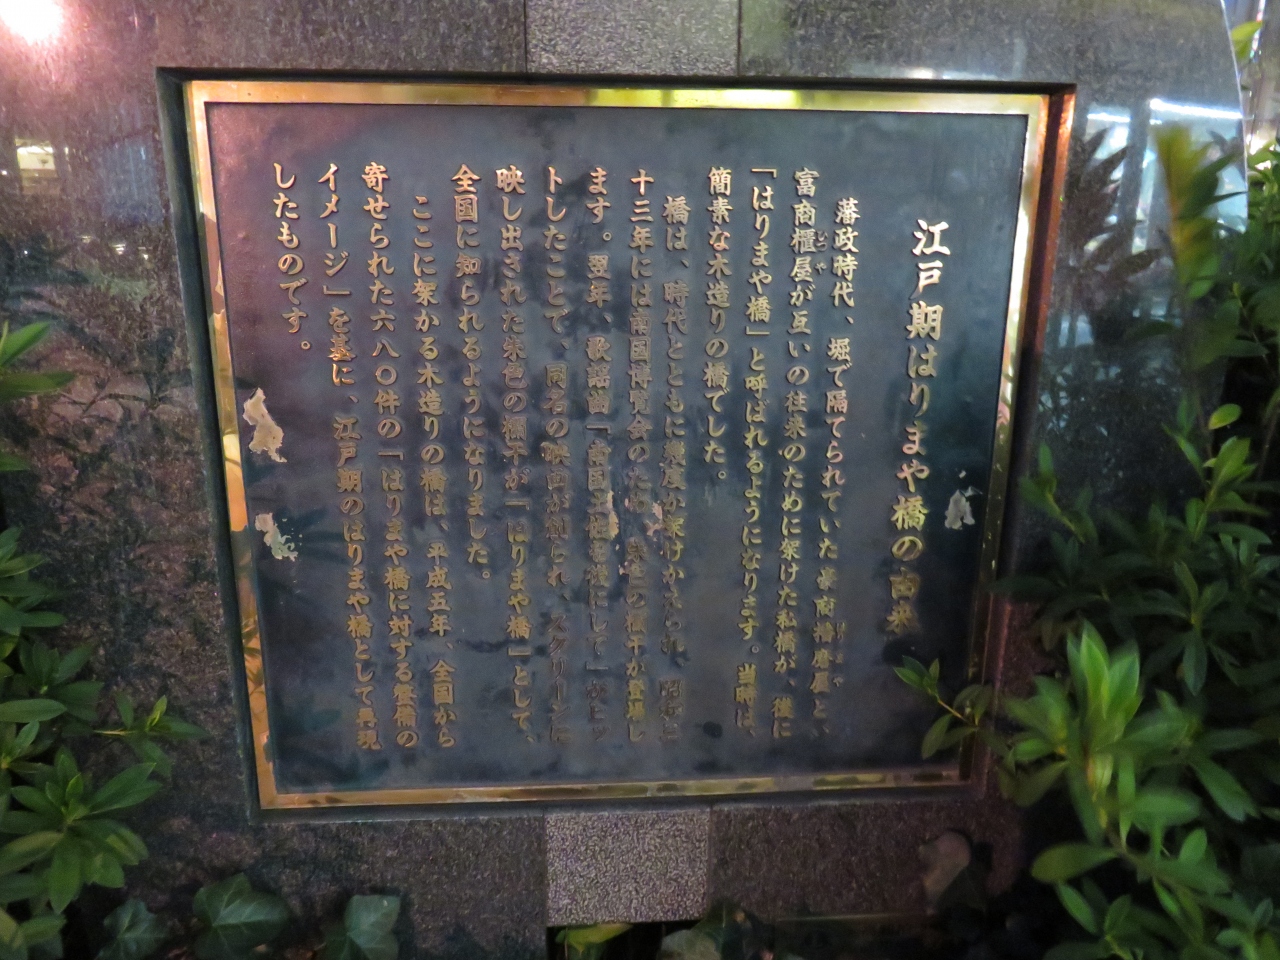 江戸期はりまや橋の由来
藩政時代、堀で隔てられていた豪商播磨屋と、
富商櫃屋が互いの往来のために架けた私橋が、後に
「はりまや橋」と呼ばれるようになります。当時は、
簡素な木造りの橋でした。
橋は、時代とともに幾度か架けかえられ、昭和三
十三年には南国博覧会のため、朱色の欄干が登場し
ます。翌年、歌謡曲「南国土佐を後にして」がヒッ
トしたことで、同名の映画が創られ、スクリーンに
映し出された朱色の欄干が「はりまや橋」として、
全国に知られるようになりました。
ここに架かる木造りの橋は、平成五年、全国から
寄せられた六八〇件の「はりまや橋に対する整備の
イメージ」を基に、江戸期のはりまや橋として再現
したものです。